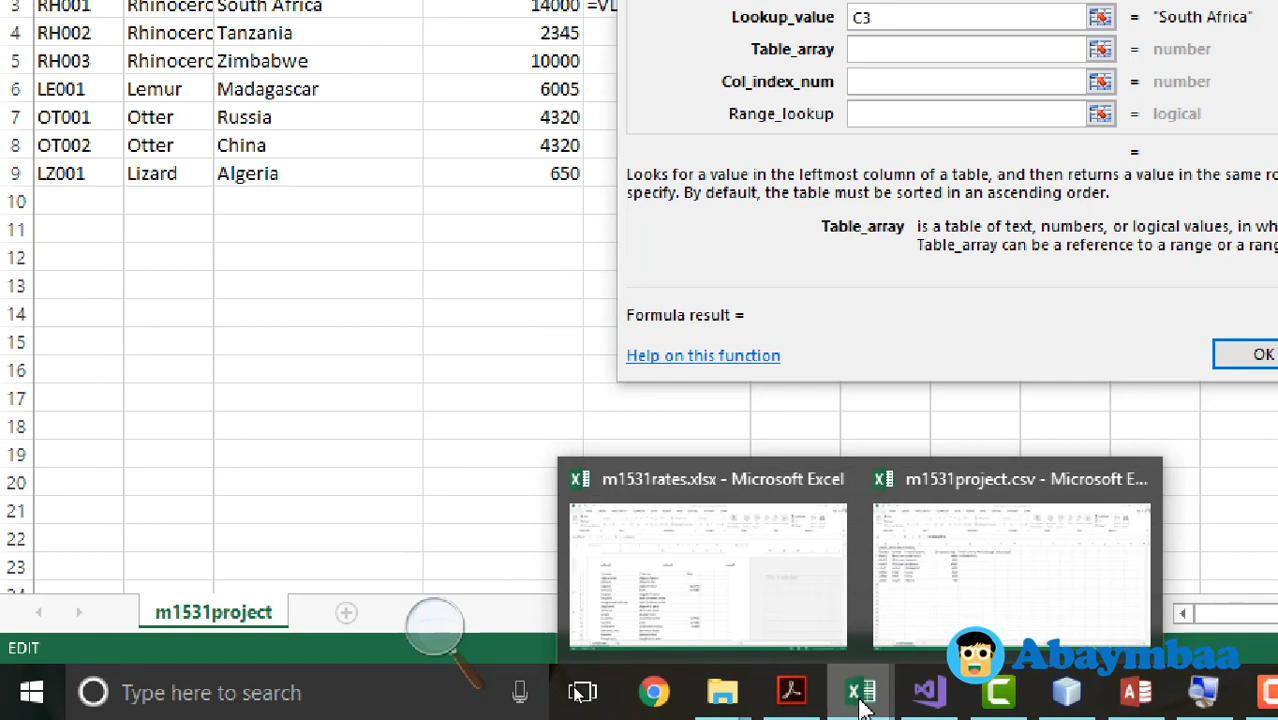 3 RH001 Rhinocerc South Africa 14000 =VL
4 RH002 Rhinocerc Tanzania 2345
5 RH003 Rhinocerc Zimbabwe 10000
6 LE001 Lemur Madagascar 6005
7 OT001 Otter Russia 4320
8 OT002 Otter China 4320
9 LZ001 Lizard Algeria 650
10
11
12
13
14
15
16
17
18
19
20
21
22
23
Lookup_value C3 = "South Africa"
Table_array = number
Col_index_num = number
Range_lookup = logical
=
Looks for a value in the leftmost column of a table, and then returns a value in the same ro
specify. By default, the table must be sorted in an ascending order.
Table_array is a table of text, numbers, or logical values, in wh
Table_array can be a reference to a range or a rang
Formula result =
Help on this function
OK
m1531rates.xlsx - Microsoft Excel
m1531project.csv - Microsoft E...
m1531project
EDIT
Abaymbaa
Type here to search